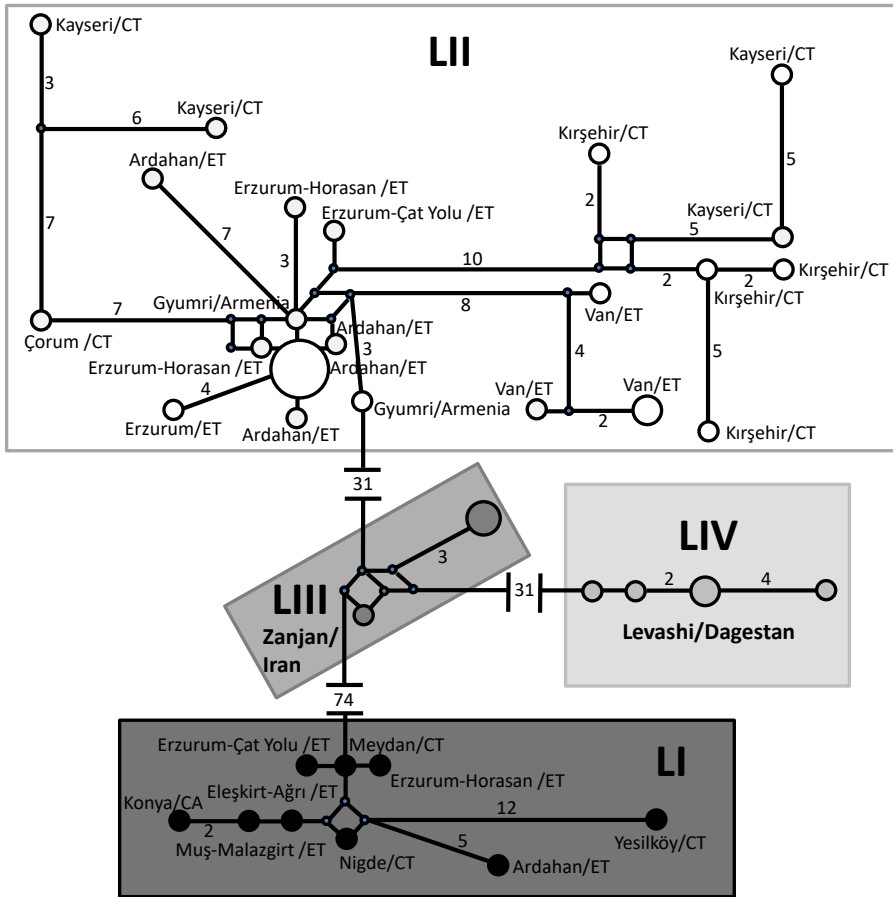 Kayseri/CT
LII
Kayseri/CT
3
6
Kayseri/CT
Kırşehir/CT
Ardahan/ET
Erzurum-Horasan /ET
Erzurum-Çat Yolu /ET
5
2
Kayseri/CT
7
7
3
5
10
2
2
Kırşehir/CT
Kırşehir/CT
7
Gyumri/Armenia
8
Van/ET
Çorum /CT
Ardahan/ET
3
4
5
Erzurum-Horasan /ET
Ardahan/ET
4
Van/ET
Van/ET
2
Gyumri/Armenia
Erzurum/ET
Ardahan/ET
Kırşehir/CT
31
3
LIV
31
2
4
LIII
Zanjan/
Iran
Levashi/Dagestan
74
Erzurum-Çat Yolu /ET
Meydan/CT
LI
Erzurum-Horasan /ET
Eleşkirt-Ağrı /ET
Konya/CA
2
12
Muş-Malazgirt /ET
Nigde/CT
5
Ardahan/ET
Yesilköy/CT